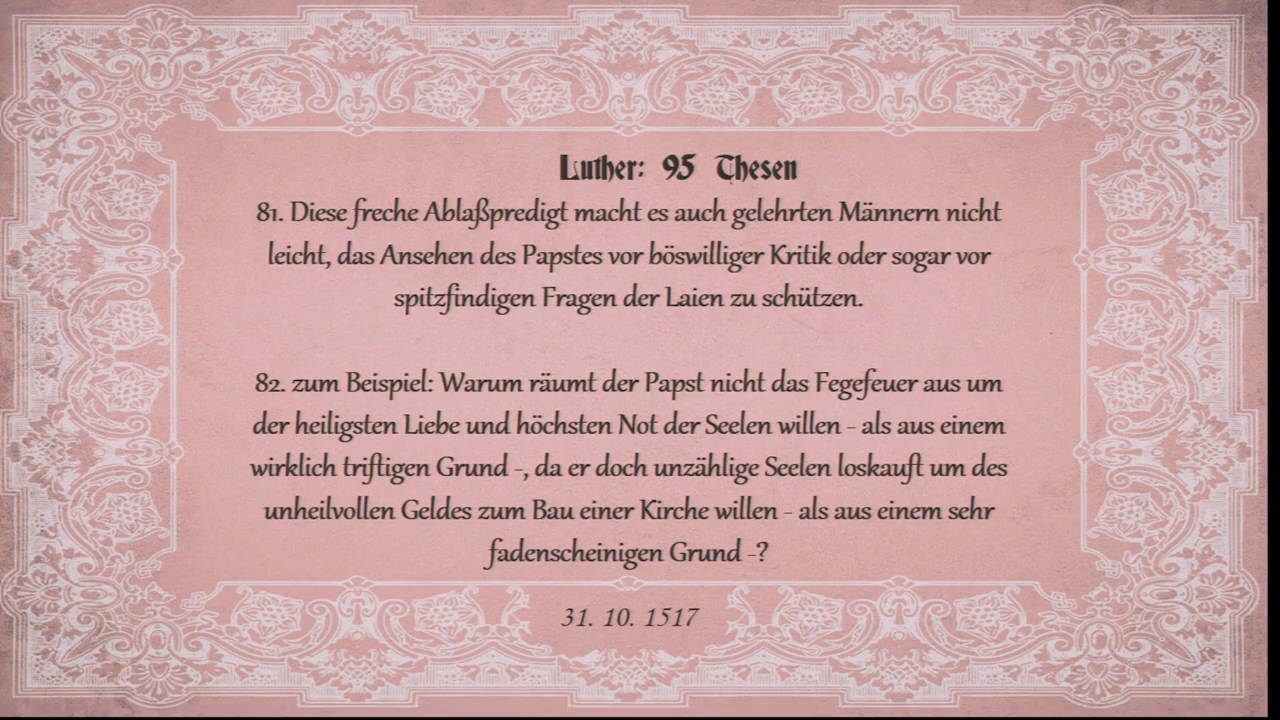 Luther: 95 Thesen
81. Diese freche Ablaßpredigt macht es auch gelehrten Männern nicht
leicht, das Ansehen des Papstes vor böswilliger Kritik oder sogar vor
spitzfindigen Fragen der Laien zu schützen.
82. zum Beispiel: Warum räumt der Papst nicht das Fegefeuer aus um
der heiligsten Liebe und höchsten Not der Seelen willen - als aus einem
wirklich triftigen Grund -, da er doch unzählige Seelen loskauft um des
unheilvollen Geldes zum Bau einer Kirche willen - als aus einem sehr
fadenscheinigen Grund -?
31. 10. 1517